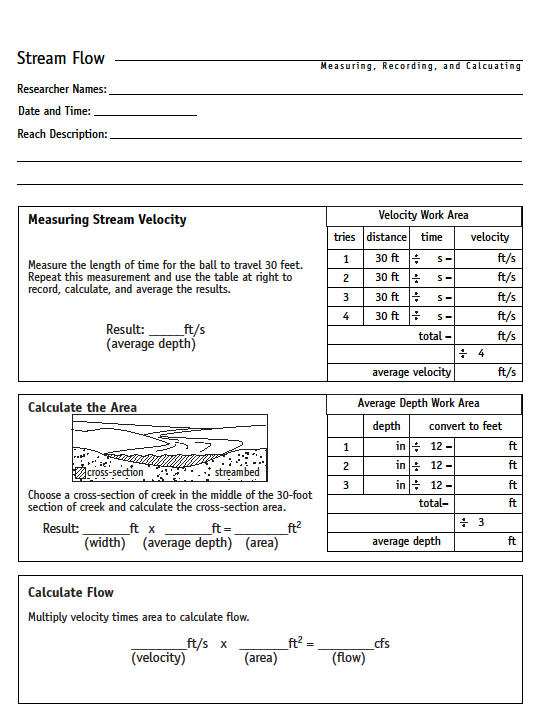 Stream Flow
Measuring, Recording, and Calcuating
Researcher Names:
Date and Time:
Reach Description:
Measuring Stream Velocity
Measure the length of time for the ball to travel 30 feet.
Repeat this measurement and use the table at right to
record, calculate, and average the results.
Result: _____ft/s
(average depth)
Velocity Work Area
tries distance time velocity
1 30 ft ÷ s= ft/s
2 30 ft ÷ s= ft/s
3 30 ft ÷ s= ft/s
4 30 ft ÷ s= ft/s
total = ft/s
÷ 4
average velocity ft/s
Calculate the Area
cross-section streambed
Choose a cross-section of creek in the middle of the 30-foot
section of creek and calculate the cross-section area.
Result: _______ft x _______ft = ________ft²
(width) (average depth) (area)
Average Depth Work Area
depth convert to feet
1 in ÷ 12 = ft
2 in ÷ 12 = ft
3 in ÷ 12 = ft
total= ft
÷ 3
average depth ft
Calculate Flow
Multiply velocity times area to calculate flow.
________ft/s x _______ft² = ________cfs
(velocity) (area) (flow)